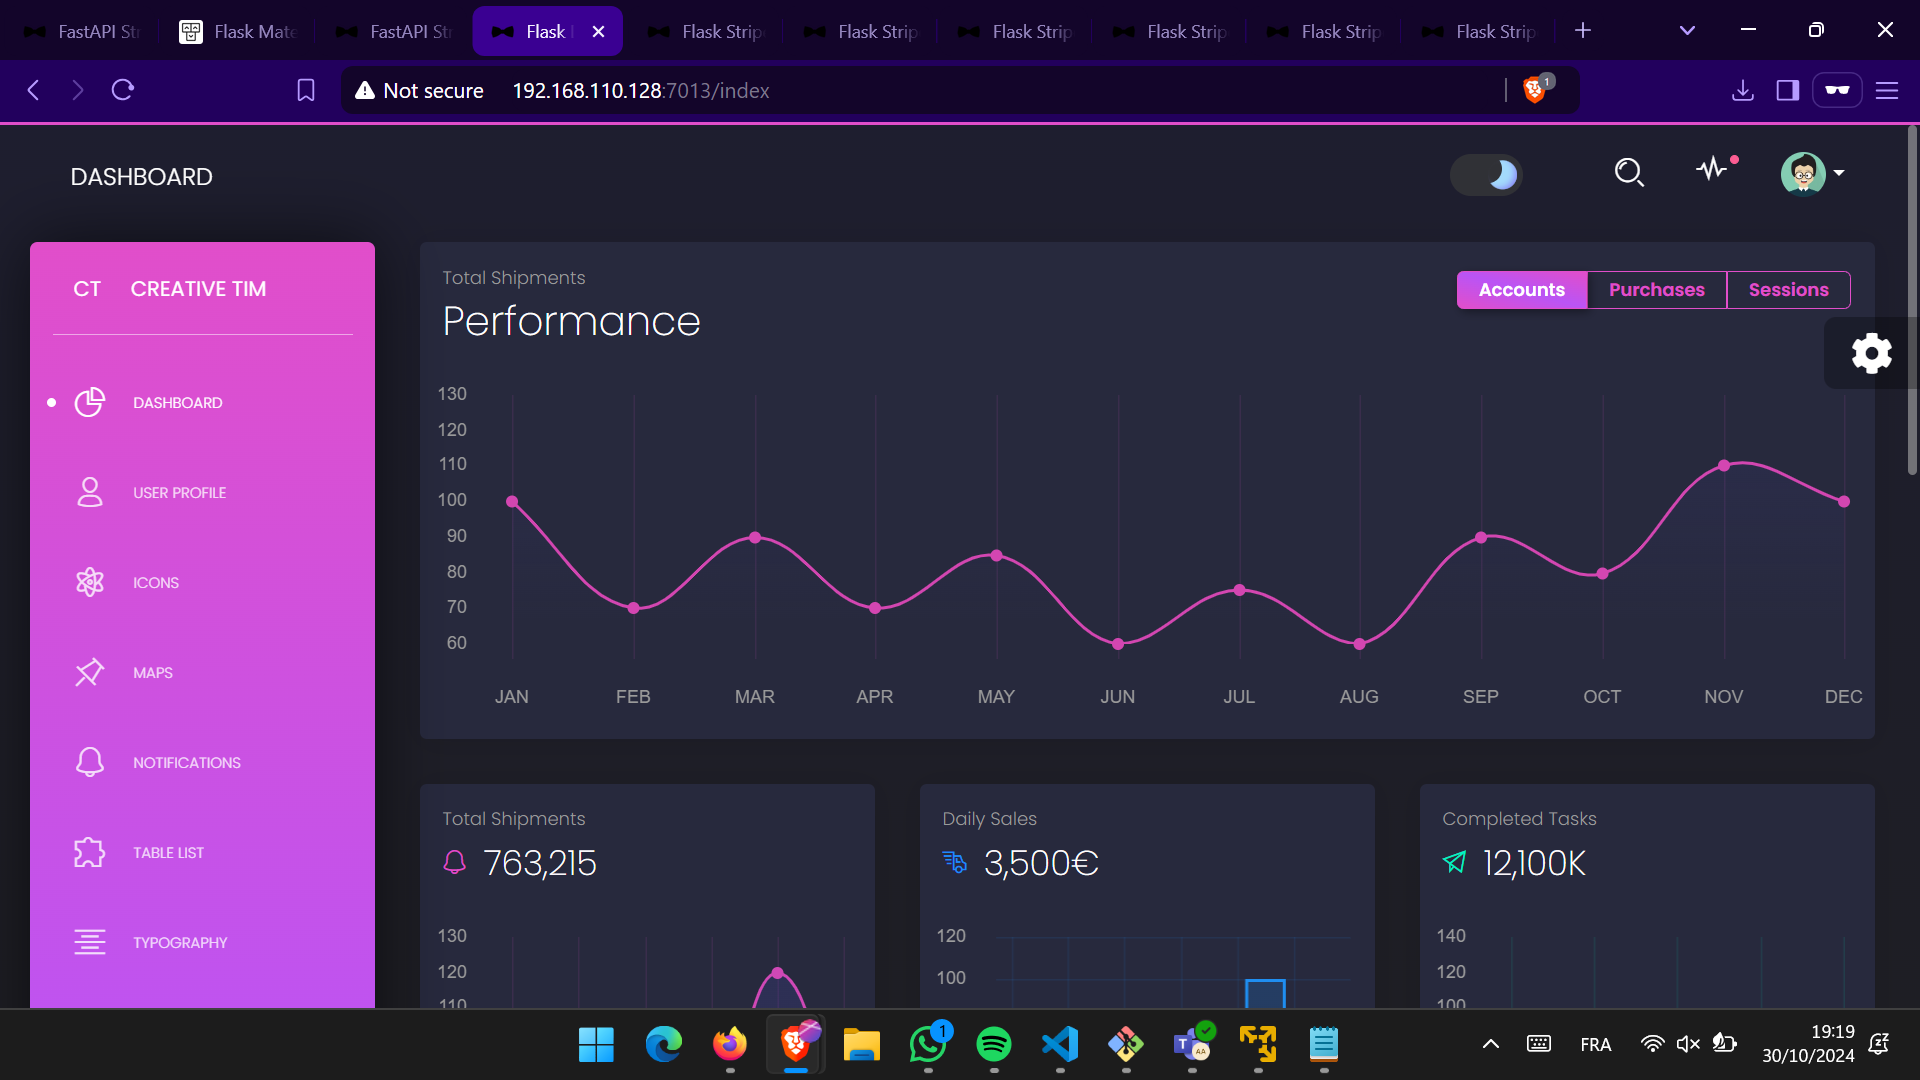 FastAPI St
Flask Mate
FastAPI St
Flask
Flask Strip
Flask Strip
Flask Strip
Flask Strip
Flask Strip
Flask Strip
Not secure
192.168.110.128:7013/index
1
DASHBOARD
CT CREATIVE TIM
DASHBOARD
USER PROFILE
ICONS
MAPS
NOTIFICATIONS
TABLE LIST
TYPOGRAPHY
Total Shipments
Performance
Accounts
Purchases
Sessions
130
120
110
100
90
80
70
60
JAN FEB MAR APR MAY JUN JUL AUG SEP OCT NOV DEC
Total Shipments
763,215
130
120
110
Daily Sales
3,500€
120
100
Completed Tasks
12,100K
140
120
100
1
T
AA
FRA
19:19
30/10/2024